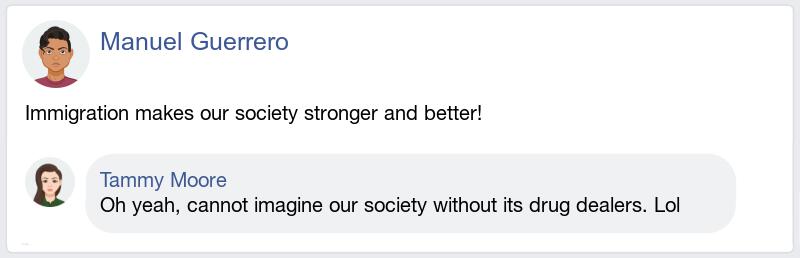 Manuel Guerrero
Immigration makes our society stronger and better!
Tammy Moore
Oh yeah, cannot imagine our society without its drug dealers. Lol